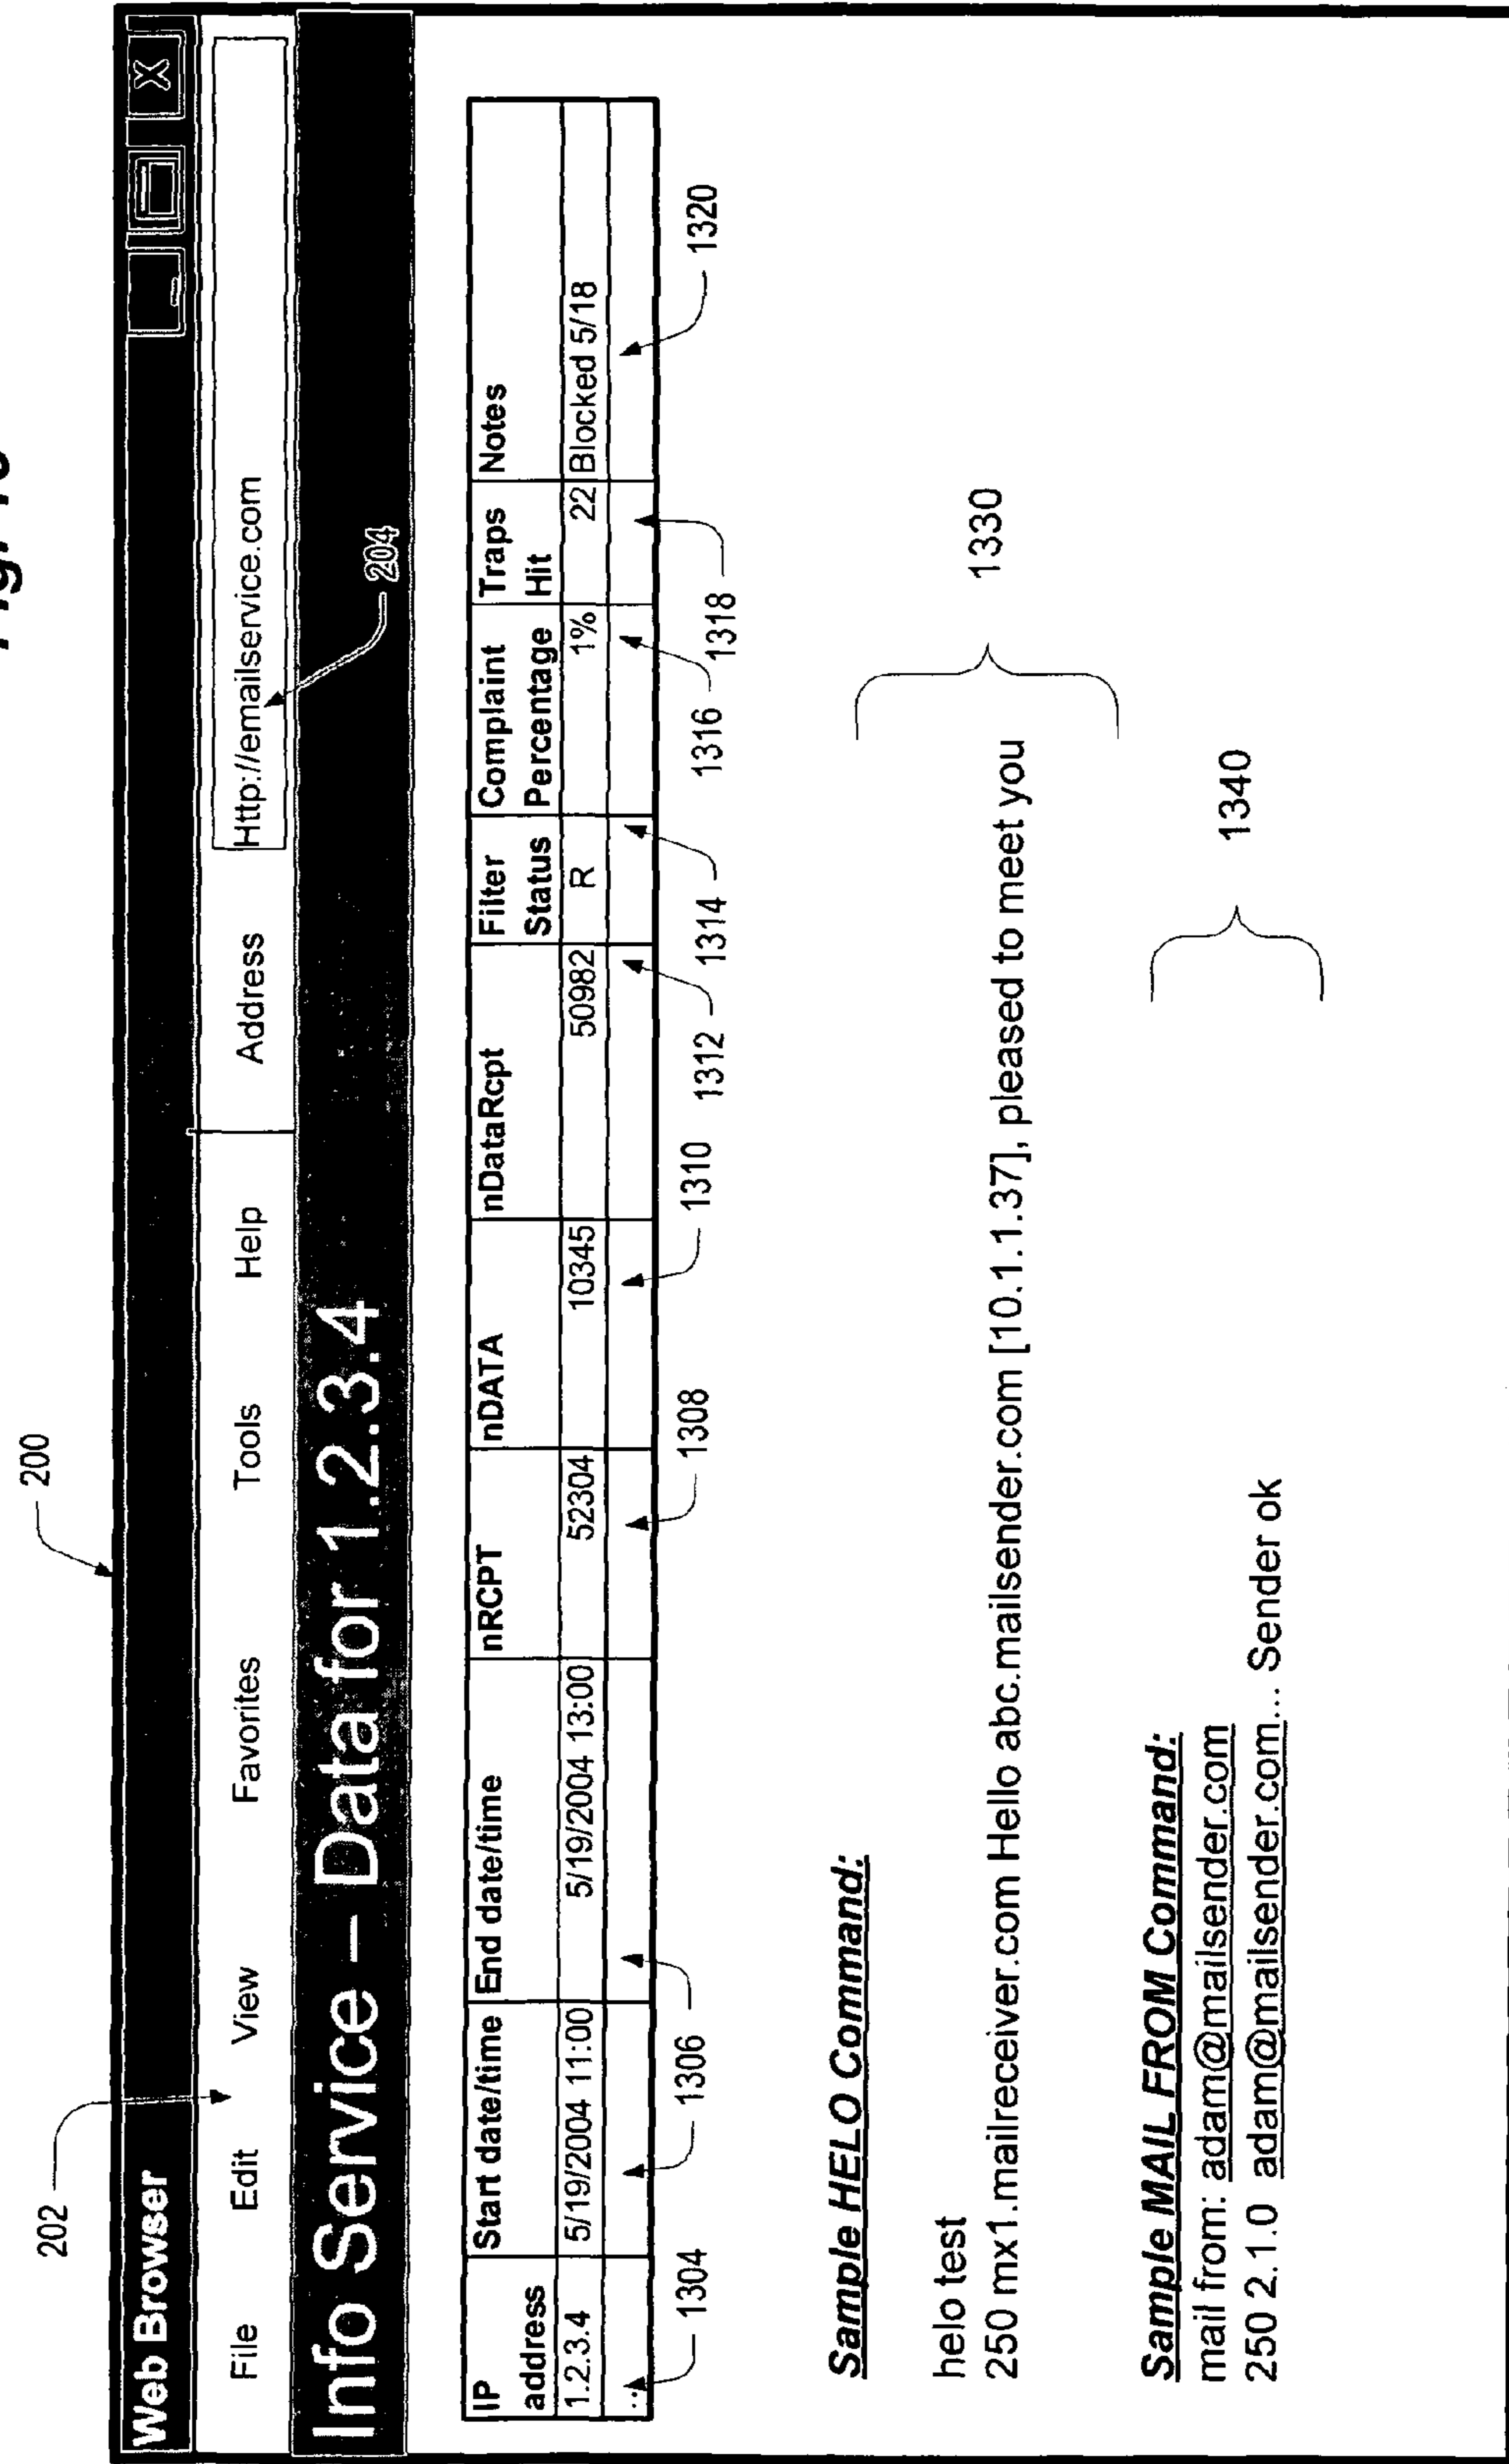 200
202
Web Browser
File Edit View Favorites Tools Help Address Http://emailservice.com
204
Info Service – Data for 1.2.3.4
IP address Start date/time End date/time nRCPT nDATA nDataRcpt Filter Status Complaint Percentage Traps Hit Notes
1.2.3.4 5/19/2004 11:00 5/19/2004 13:00 52304 10345 50982 R 1% 22 Blocked 5/18
..
1304 1306 1308 1310 1312 1314 1316 1318 1320
Sample HELO Command:
helo test
250 mx1.mailreceiver.com Hello abc.mailsender.com [10.1.1.37], pleased to meet you
1330
Sample MAIL FROM Command:
mail from: adam@mailsender.com
250 2.1.0 adam@mailsender.com... Sender ok
1340